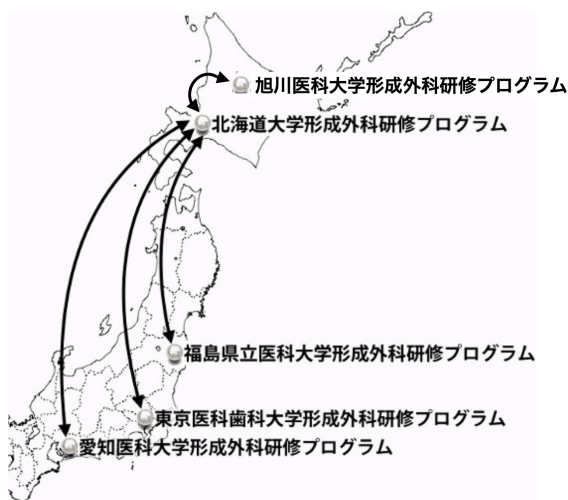 旭川医科大学形成外科研修プログラム
北海道大学形成外科研修プログラム
福島県立医科大学形成外科研修プログラム
東京医科歯科大学形成外科研修プログラム
愛知医科大学形成外科研修プログラム